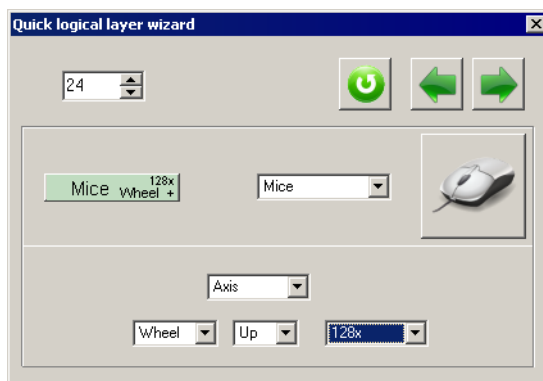 Quick logical layer wizard
24
Mice 128x Wheel +
Mice
Axis
Wheel Up 128x